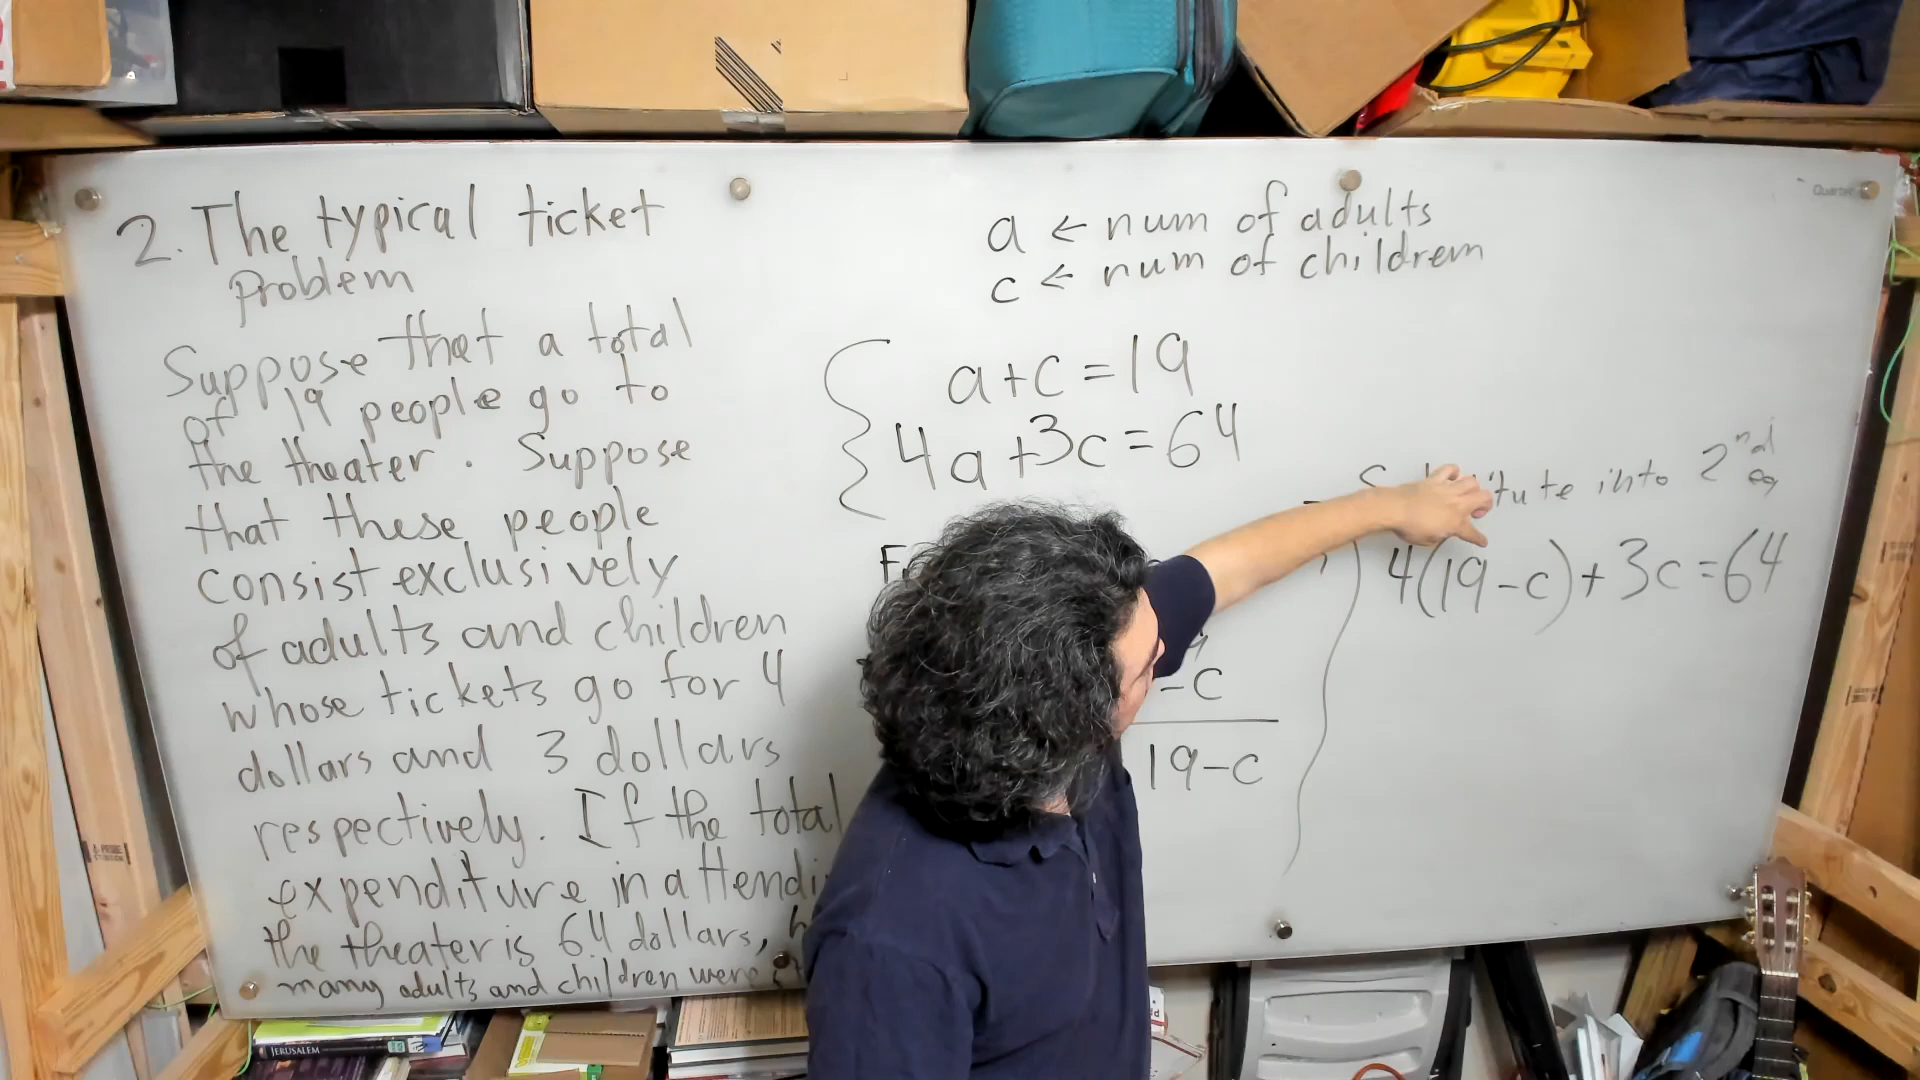 2. The typical ticket
Problem
Suppose that a total
of 19 people go to
the theater. Suppose
that these people
consist exclusively
of adults and children
whose tickets go for 4
dollars and 3 dollars
respectively. If the total
expenditure in attendi
the theater is 64 dollars, h
many adults and children were
a ← num of adults
c ← num of childrem
a+c=19
4a+3c=64
-c
19-c
into 2nd
eq
4(19-c)+3c=64
Quartet
JERUSALEM